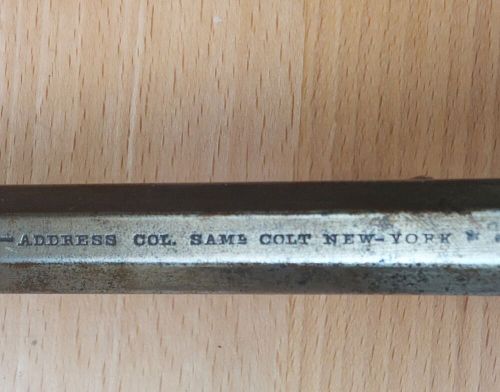 —ADDRESS COL. SAMᴸ COLT NEW-YORK